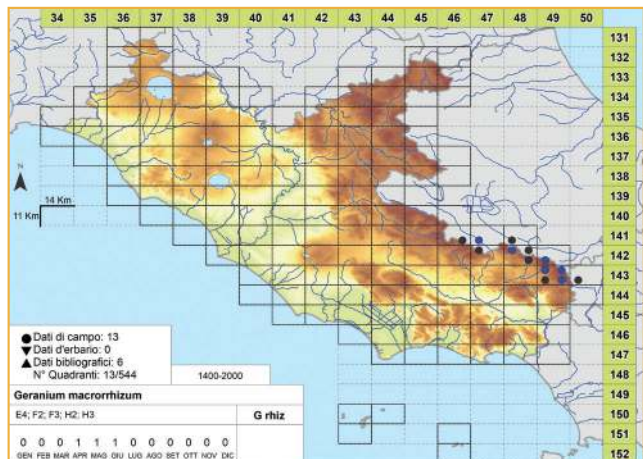 34 35 36 37 38 39 40 41 42 43 44 45 46 47 48 49 50
131
132
133
134
135
136
137
138
139
140
141
142
143
144
145
146
147
148
149
150
151
152
N
14 Km
11 Km
Dati di campo: 13
Dati d'erbario: 0
Dati bibliografici: 6
N° Quadranti: 13/544
1400-2000
Geranium macrorrhizum
E4; F2; F3; H2; H3
G rhiz
0 0 0 1 1 1 0 0 0 0 0 0
GEN FEB MAR APR MAG GIU LUG AGO SET OTT NOV DIC